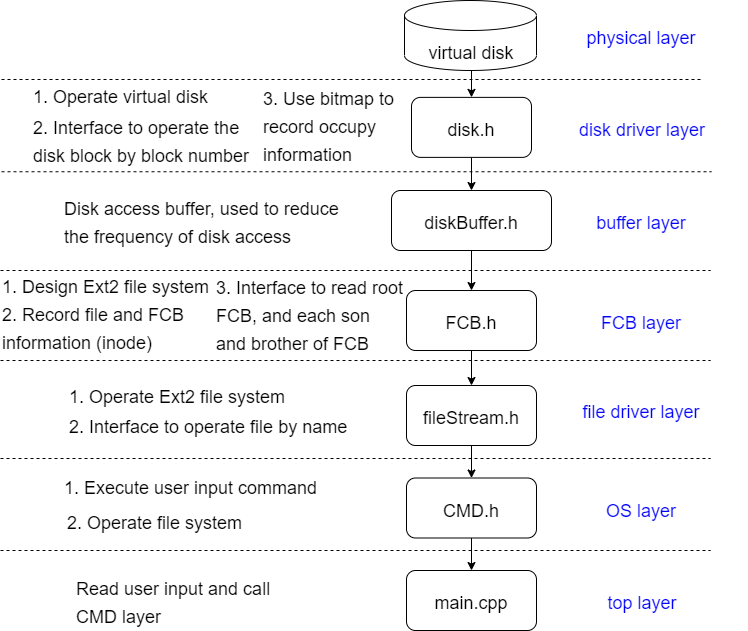 virtual disk
physical layer
1. Operate virtual disk
2. Interface to operate the
disk block by block number
3. Use bitmap to
record occupy
information
disk.h
disk driver layer
Disk access buffer, used to reduce
the frequency of disk access
diskBuffer.h
buffer layer
1. Design Ext2 file system
2. Record file and FCB
information (inode)
3. Interface to read root
FCB, and each son
and brother of FCB
FCB.h
FCB layer
1. Operate Ext2 file system
2. Interface to operate file by name
fileStream.h
file driver layer
1. Execute user input command
2. Operate file system
CMD.h
OS layer
Read user input and call
CMD layer
main.cpp
top layer